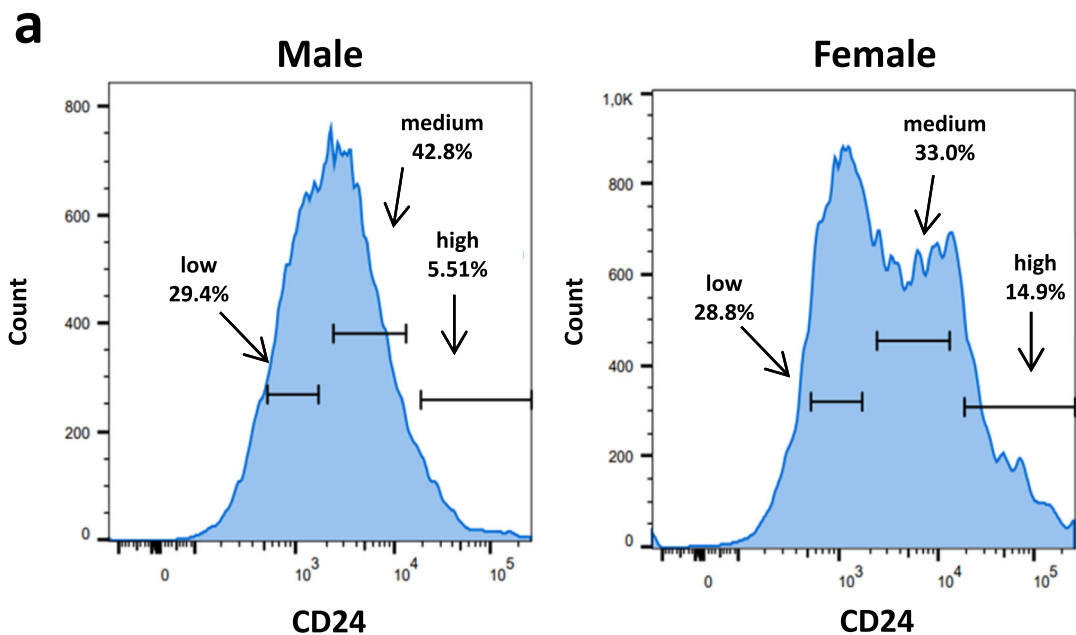 a
Male
Female
800
600
400
200
0
Count
low
29.4%
medium
42.8%
high
5.51%
0
10³
10⁴
10⁵
CD24
1,0K
800
600
400
200
0
Count
low
28.8%
medium
33.0%
high
14.9%
0
10³
10⁴
10⁵
CD24